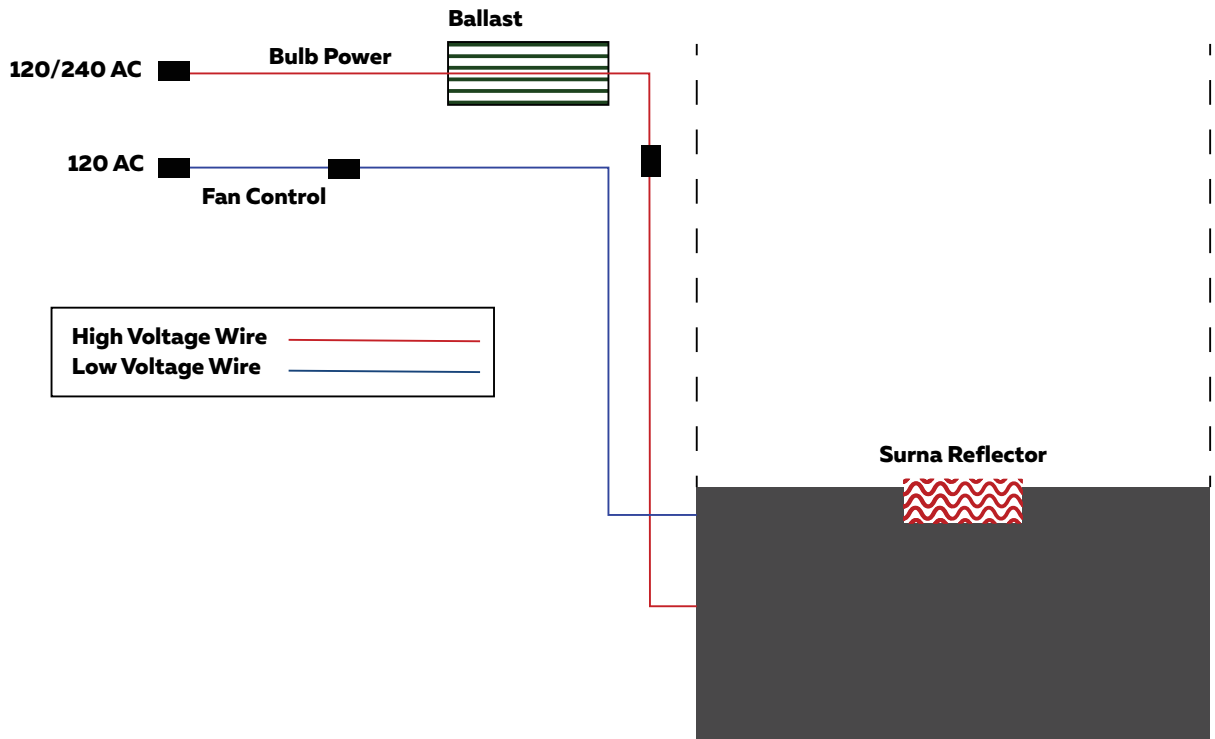 Ballast
Bulb Power
120/240 AC
120 AC
Fan Control
High Voltage Wire
Low Voltage Wire
Surna Reflector